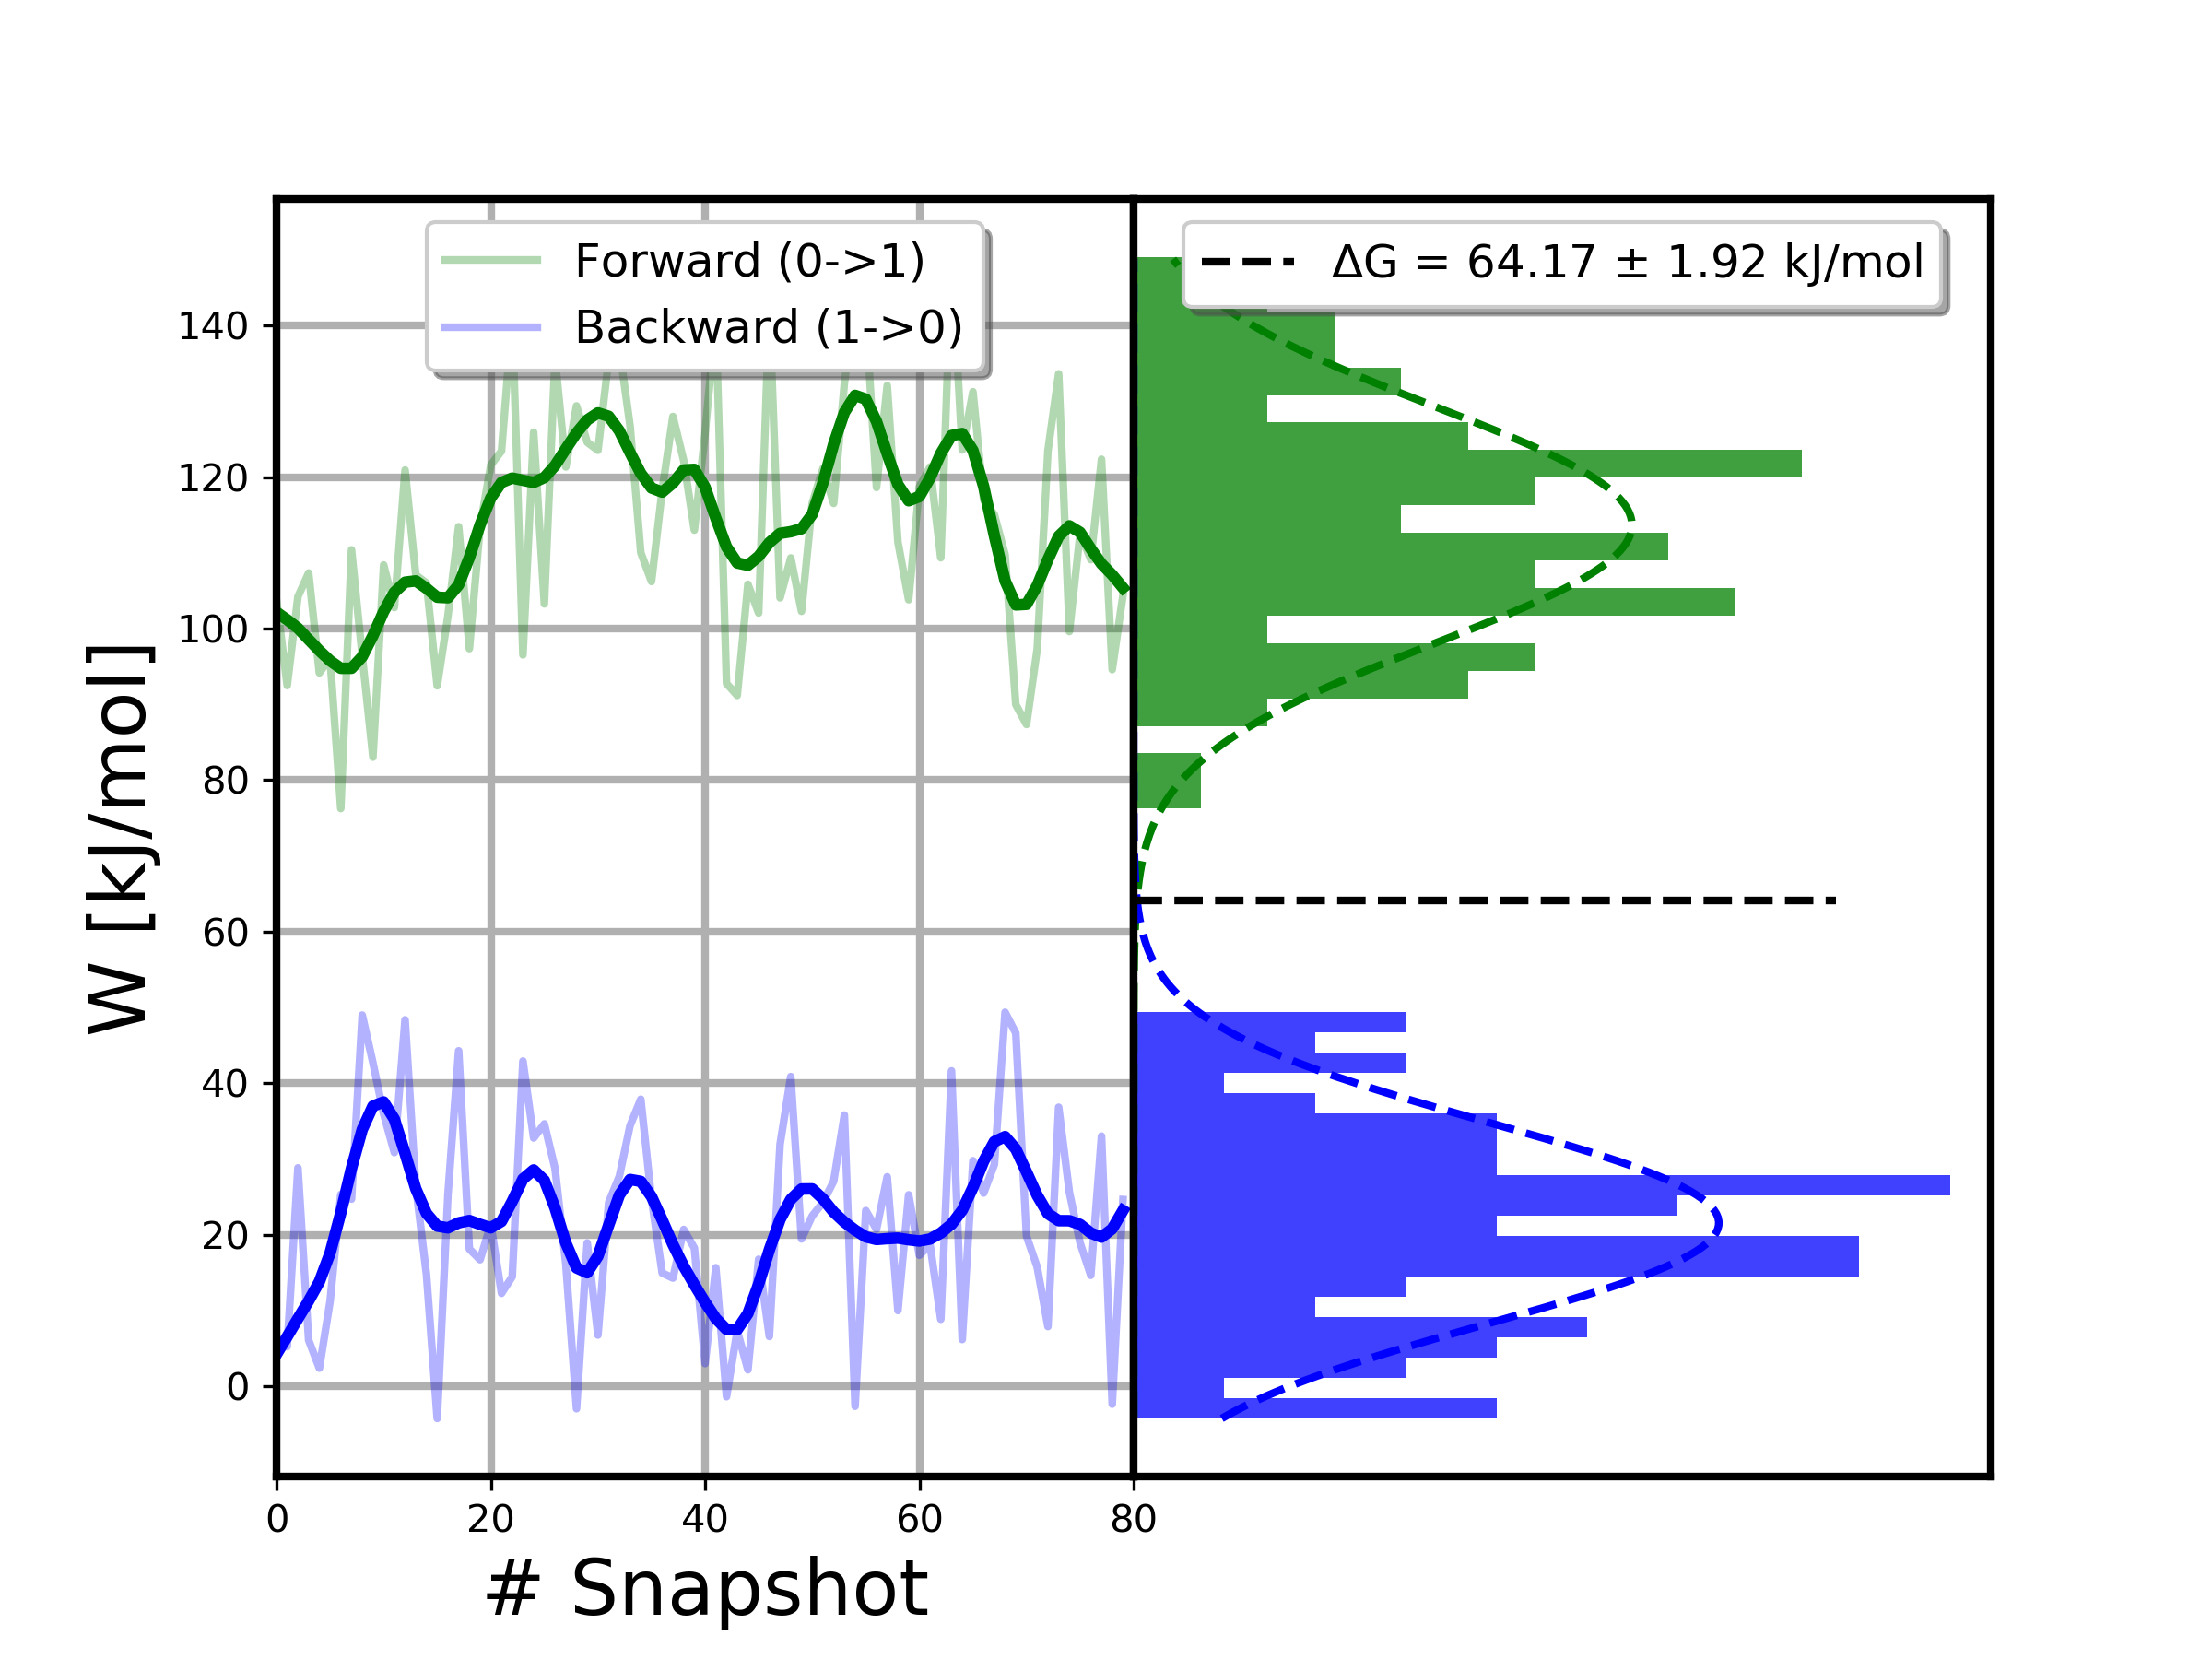 Forward (0->1)
Backward (1->0)
ΔG = 64.17 ± 1.92 kJ/mol
W [kJ/mol]
140
120
100
80
60
40
20
0
0 20 40 60 80
# Snapshot